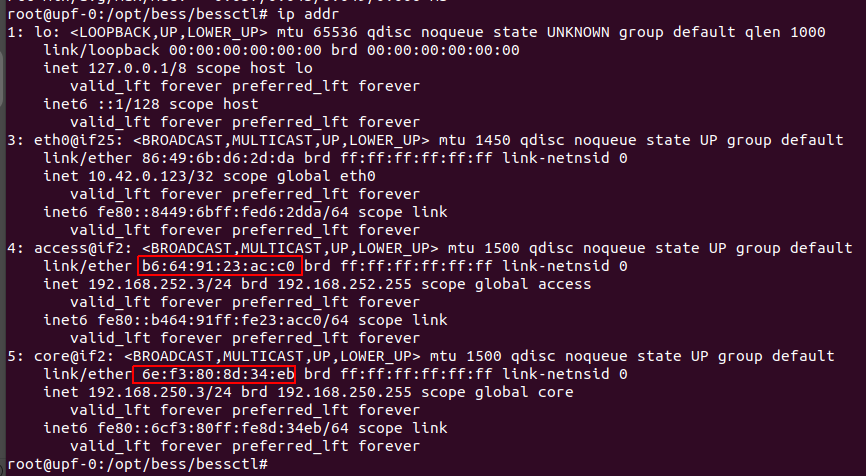 root@upf-0:/opt/bess/bessctl# ip addr
1: lo: <LOOPBACK,UP,LOWER_UP> mtu 65536 qdisc noqueue state UNKNOWN group default qlen 1000
link/loopback 00:00:00:00:00:00 brd 00:00:00:00:00:00
inet 127.0.0.1/8 scope host lo
valid_lft forever preferred_lft forever
inet6 ::1/128 scope host
valid_lft forever preferred_lft forever
3: eth0@if25: <BROADCAST,MULTICAST,UP,LOWER_UP> mtu 1450 qdisc noqueue state UP group default
link/ether 86:49:6b:d6:2d:da brd ff:ff:ff:ff:ff:ff link-netnsid 0
inet 10.42.0.123/32 scope global eth0
valid_lft forever preferred_lft forever
inet6 fe80::8449:6bff:fed6:2dda/64 scope link
valid_lft forever preferred_lft forever
4: access@if2: <BROADCAST,MULTICAST,UP,LOWER_UP> mtu 1500 qdisc noqueue state UP group default
link/ether b6:64:91:23:ac:c0 brd ff:ff:ff:ff:ff:ff link-netnsid 0
inet 192.168.252.3/24 brd 192.168.252.255 scope global access
valid_lft forever preferred_lft forever
inet6 fe80::b464:91ff:fe23:acc0/64 scope link
valid_lft forever preferred_lft forever
5: core@if2: <BROADCAST,MULTICAST,UP,LOWER_UP> mtu 1500 qdisc noqueue state UP group default
link/ether 6e:f3:80:8d:34:eb brd ff:ff:ff:ff:ff:ff link-netnsid 0
inet 192.168.250.3/24 brd 192.168.250.255 scope global core
valid_lft forever preferred_lft forever
inet6 fe80::6cf3:80ff:fe8d:34eb/64 scope link
valid_lft forever preferred_lft forever
root@upf-0:/opt/bess/bessctl#